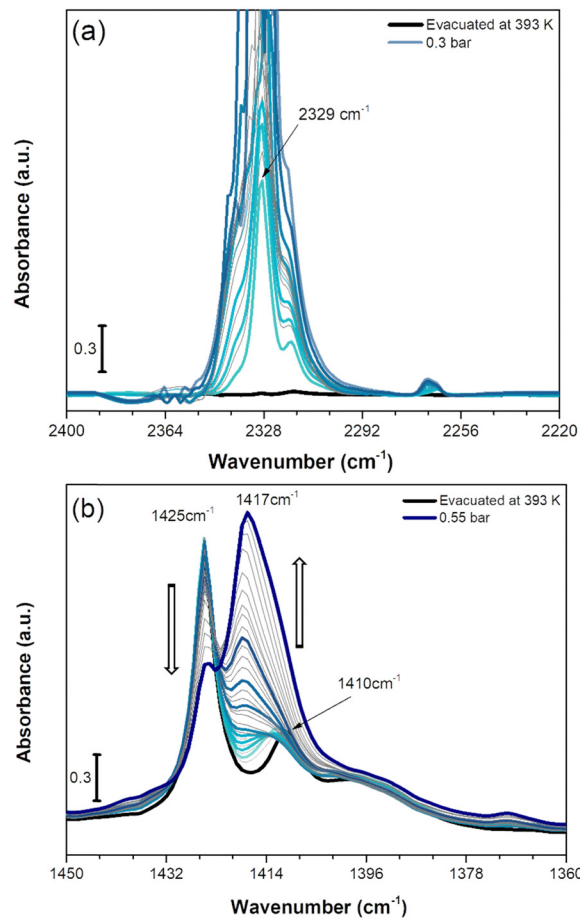 (a)
Evacuated at 393 K
0.3 bar
2329 cm⁻¹
Absorbance (a.u.)
0.3
2400 2364 2328 2292 2256 2220
Wavenumber (cm⁻¹)
(b)
1417cm⁻¹
Evacuated at 393 K
1425cm⁻¹
0.55 bar
1410cm⁻¹
Absorbance (a.u.)
0.3
1450 1432 1414 1396 1378 1360
Wavenumber (cm⁻¹)